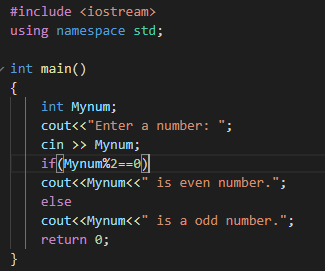 #include <iostream>
using namespace std;
int main()
{
int Mynum;
cout<<"Enter a number: ";
cin >> Mynum;
if(Mynum%2==0)
cout<<Mynum<<" is even number.";
else
cout<<Mynum<<" is a odd number.";
return 0;
}